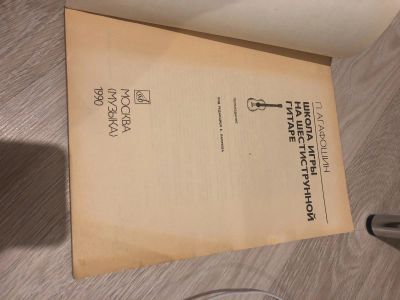 П. АГАФОШИН
ШКОЛА ИГРЫ
НА ШЕСТИСТРУННОЙ
ГИТАРЕ
МОСКВА
«МУЗЫКА»
1990